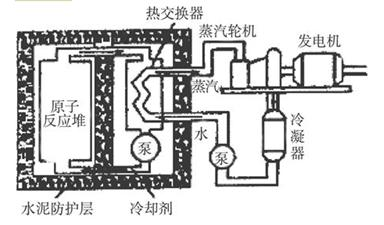 热交换器
蒸汽轮机
发电机
蒸汽
原子
反应堆
水
冷
凝
器
泵
泵
水泥防护层
冷却剂